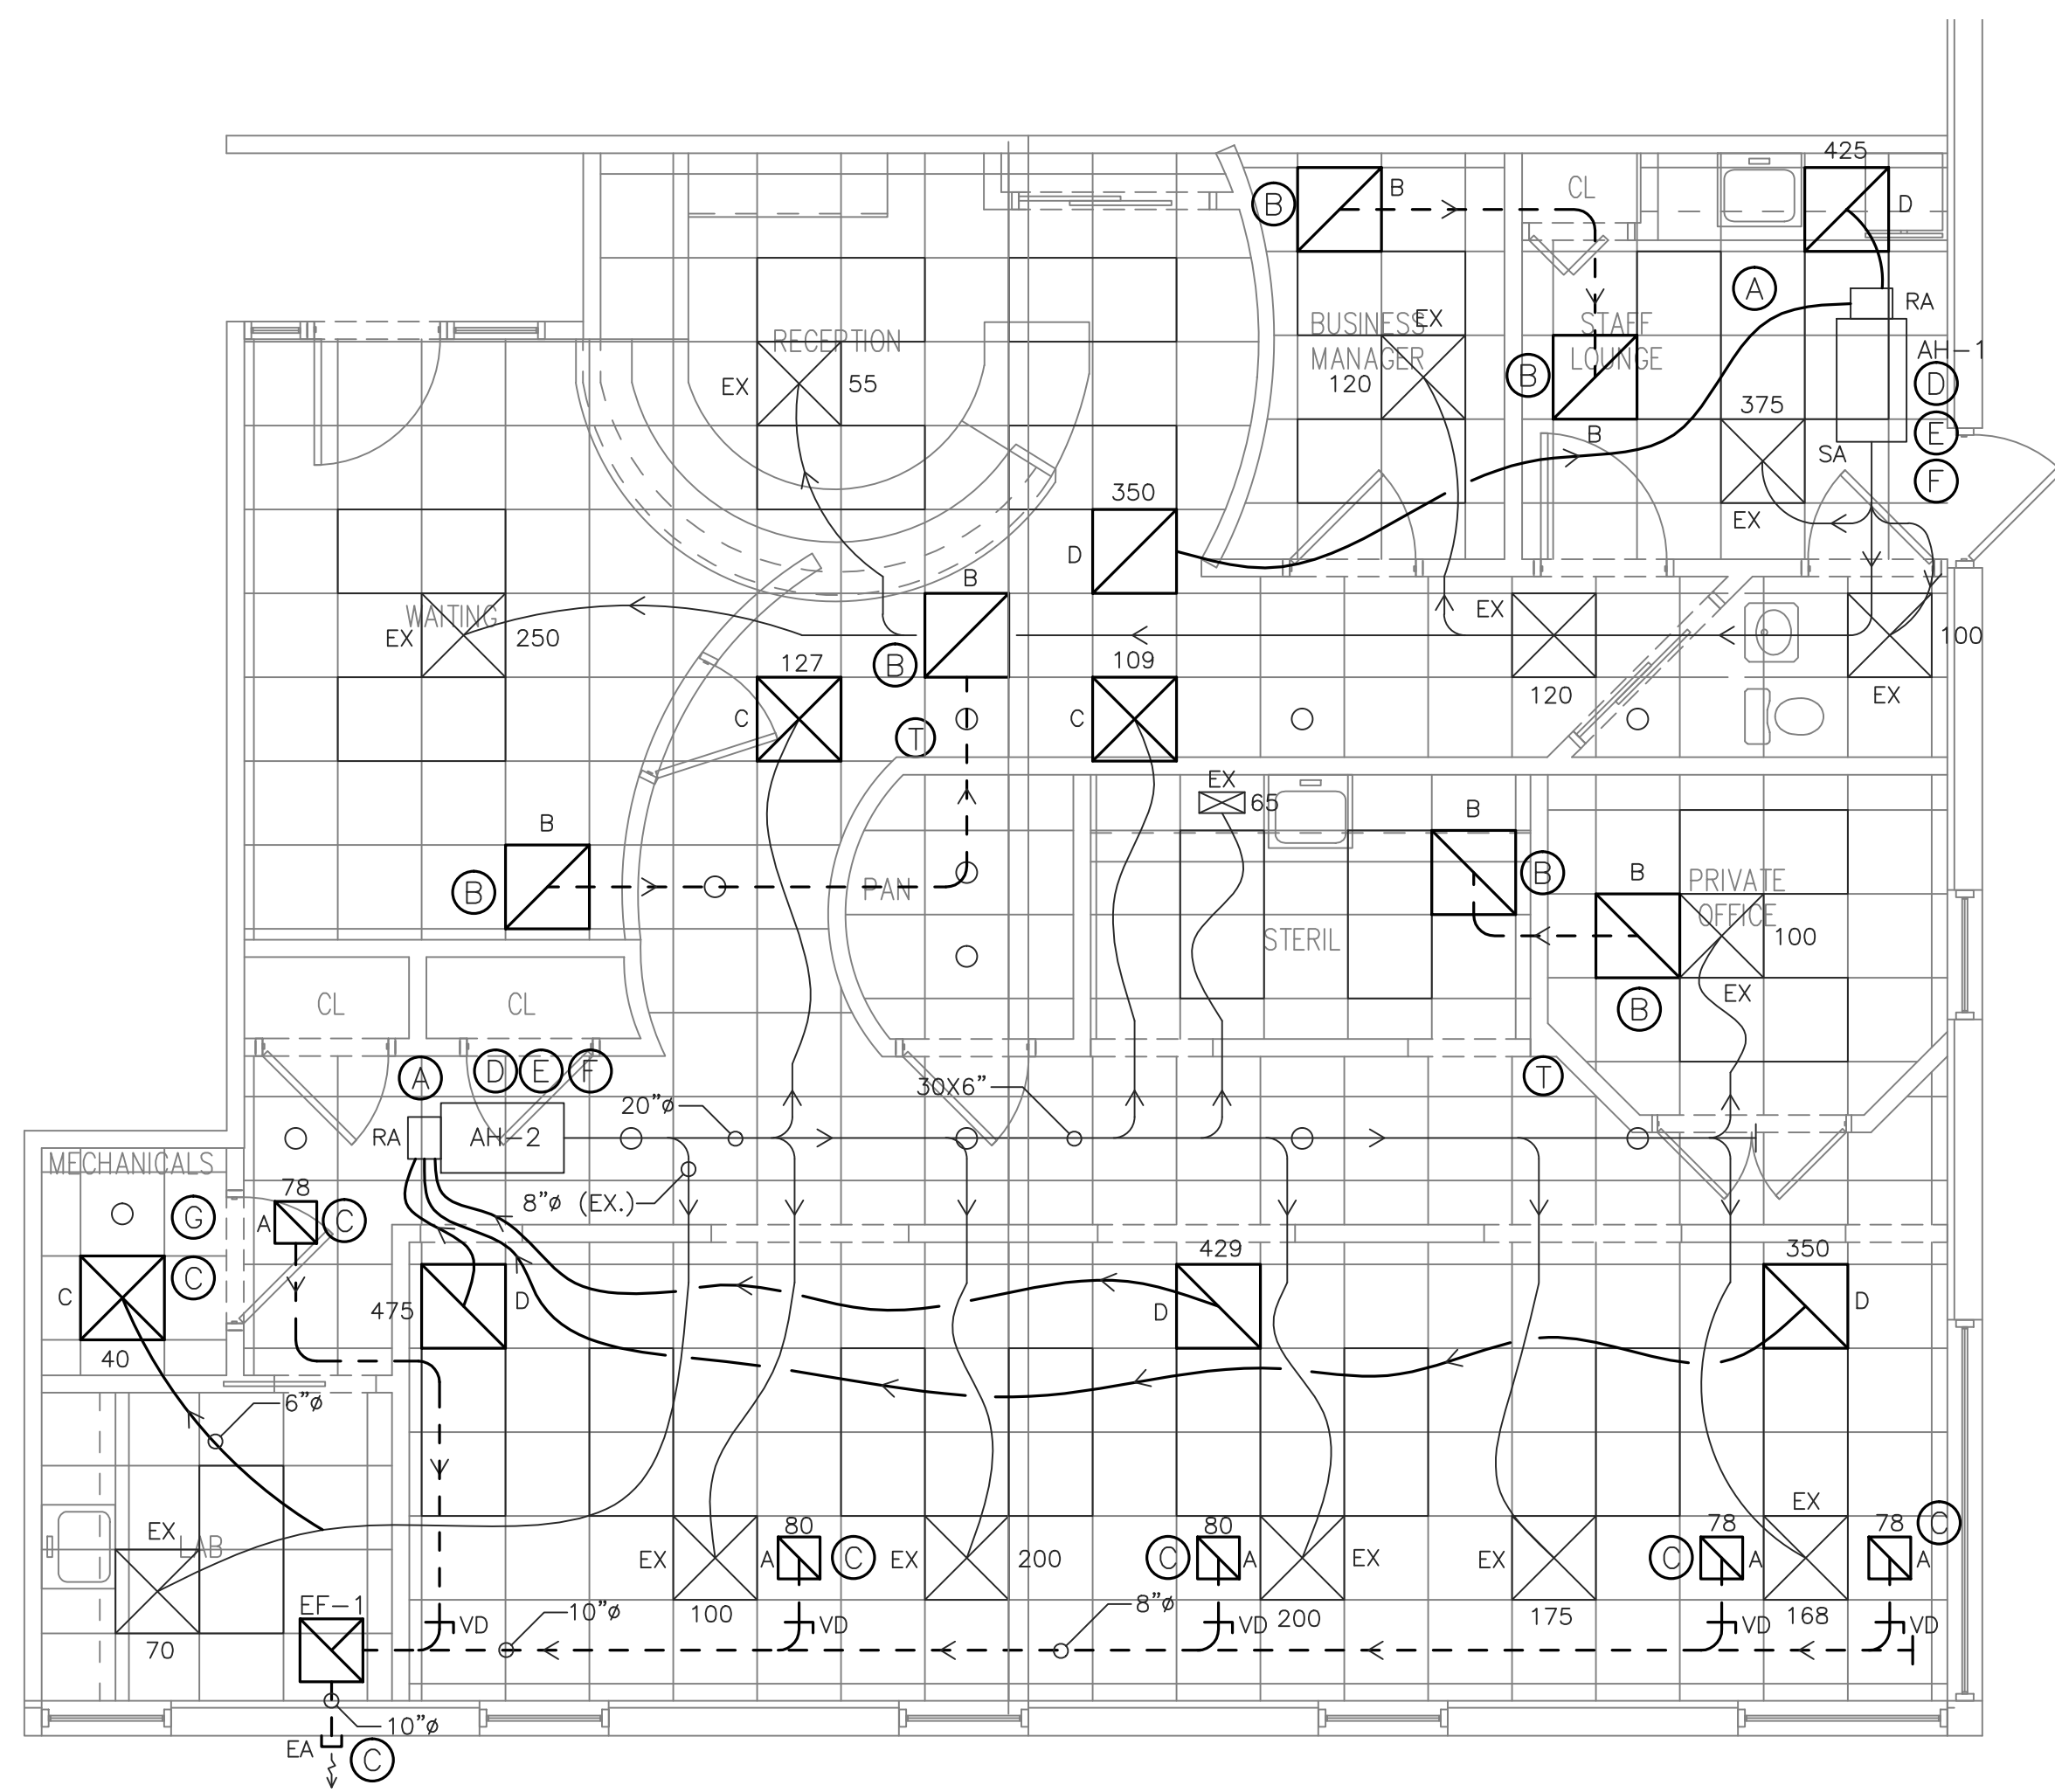 425
B
B
CL
D
A
RA
RECEPTION
BUSINESS
EX
STAFF
MANAGER
LOUNGE
AH-1
EX
55
120
B
D
375
B
E
SA
F
350
EX
D
B
WAITING
EX
EX
250
100
B
127
109
120
EX
C
C
T
EX
65
B
B
B
B
B
PAN
PRIVATE
OFFICE
100
STERIL
EX
B
CL
CL
A
D
E
F
T
30X6”
20”ø
RA
AH-2
MECHANICALS
78
8”ø (EX.)
G
A
C
429
350
C
C
475
D
D
D
40
6”ø
EX
LAB
EX
80
80
78
78
C
EX
A
C
EX
200
C
A
EX
EX
C
A
A
EF-1
10”ø
100
8”ø
200
175
168
VD
VD
VD
VD
VD
70
10”ø
EA
C